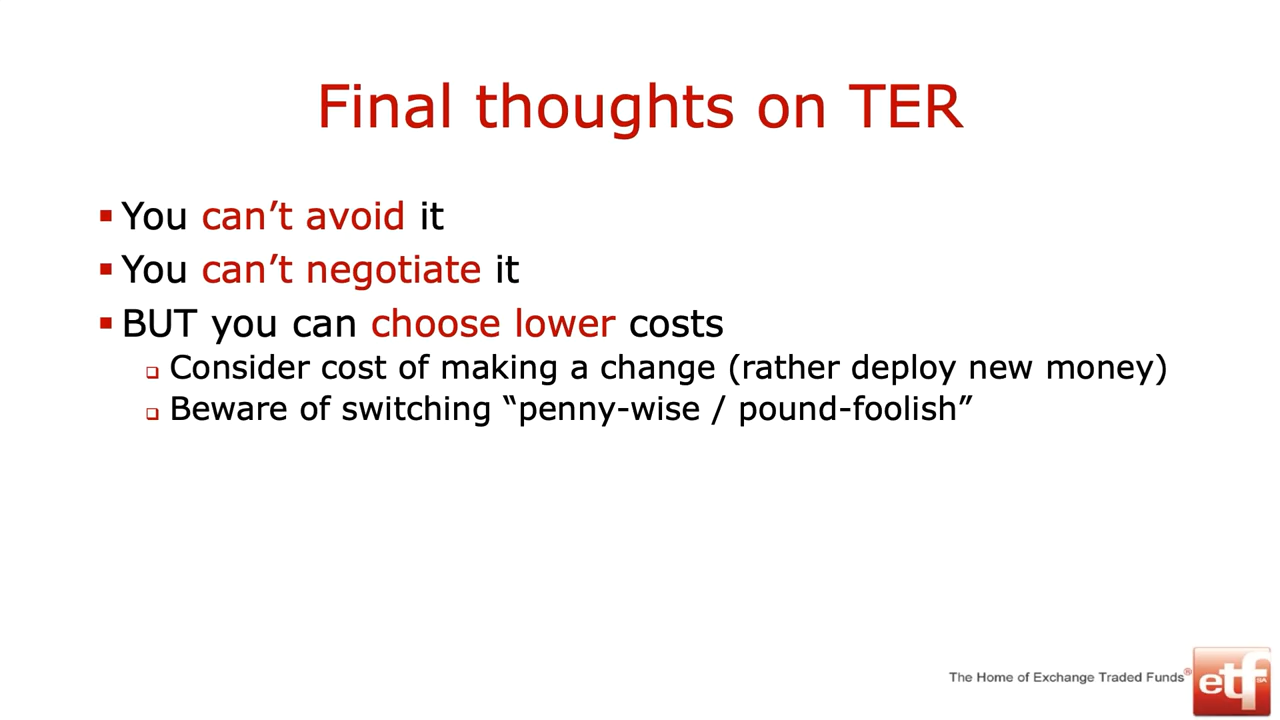 Final thoughts on TER
▪ You can’t avoid it
▪ You can’t negotiate it
▪ BUT you can choose lower costs
❑ Consider cost of making a change (rather deploy new money)
❑ Beware of switching “penny-wise / pound-foolish”
The Home of Exchange Traded Funds®
etf SA